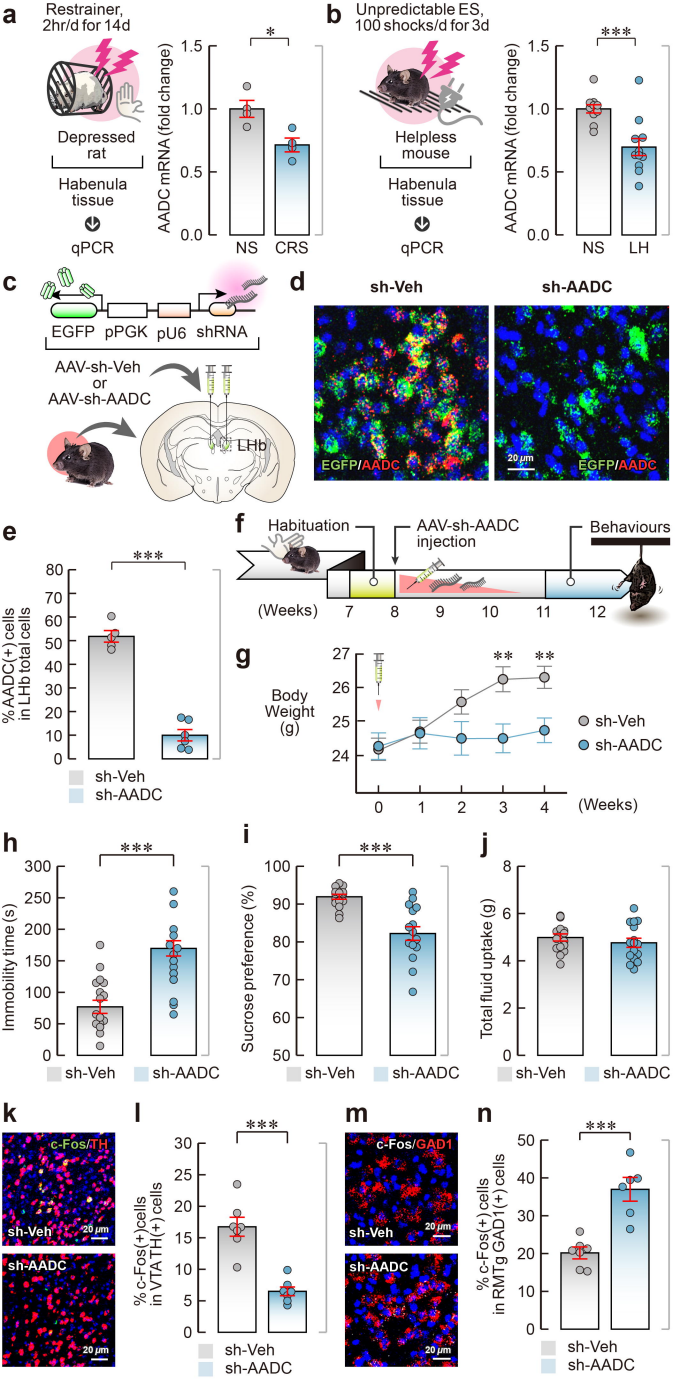 a
Restrainer,
2hr/d for 14d
Depressed
rat
Habenula
tissue
qPCR
AADC mRNA (fold change)
1.5
1.0
0.5
0.0
*
NS CRS
b
Unpredictable ES,
100 shocks/d for 3d
Helpless
mouse
Habenula
tissue
qPCR
AADC mRNA (fold change)
1.5
1.0
0.5
0.0
***
NS LH
c
EGFP pPGK pU6 shRNA
AAV-sh-Veh
or
AAV-sh-AADC
LHb
d
sh-Veh sh-AADC
EGFP/AADC
20 µm
EGFP/AADC
e
% AADC(+) cells
in LHb total cells
80
70
60
50
40
30
20
10
0
***
sh-Veh
sh-AADC
f
Habituation
AAV-sh-AADC
injection
Behaviours
(Weeks) 7 8 9 10 11 12
g
Body
Weight
(g)
27
26
25
24
** **
sh-Veh
sh-AADC
0 1 2 3 4 (Weeks)
h
Immobility time (s)
300
250
200
150
100
50
0
***
sh-Veh sh-AADC
i
Sucrose preference (%)
100
90
80
70
60
50
***
sh-Veh sh-AADC
j
Total fluid uptake (g)
8
6
4
2
0
sh-Veh sh-AADC
k
c-Fos/TH
sh-Veh
20 µm
sh-AADC
20 µm
l
% c-Fos(+)cells
in VTA TH(+) cells
35
30
25
20
15
10
5
0
***
sh-Veh
sh-AADC
m
c-Fos/GAD1
sh-Veh
20 µm
sh-AADC
20 µm
n
% c-Fos(+)cells
in RMTg GAD1(+) cells
50
40
30
20
10
0
***
sh-Veh
sh-AADC